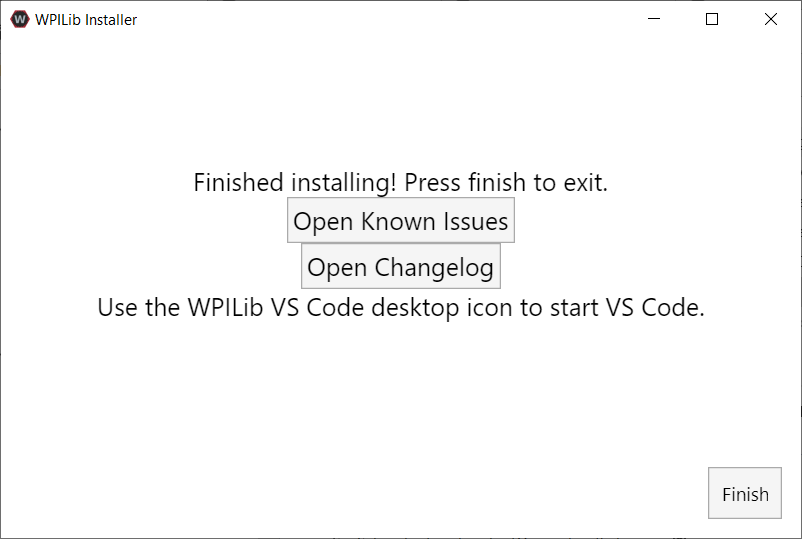 WPILib Installer
Finished installing! Press finish to exit.
Open Known Issues
Open Changelog
Use the WPILib VS Code desktop icon to start VS Code.
Finish